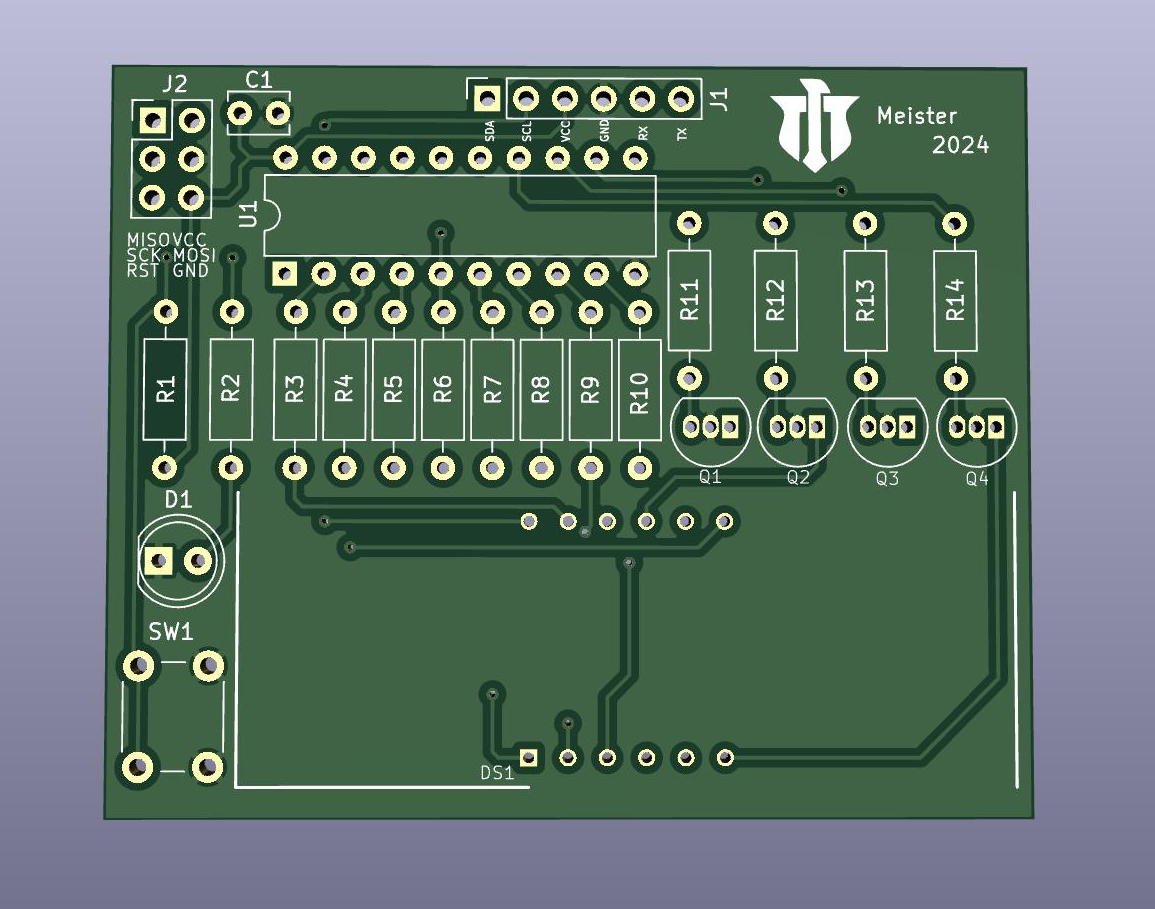 J2
C1
J1
SDA
SCL
VCC
GND
RX
TX
Meister
2024
U1
MISOVCC
SCK MOSI
RST GND
R11
R12
R13
R14
R1
R2
R3
R4
R5
R6
R7
R8
R9
R10
Q1
Q2
Q3
Q4
D1
SW1
DS1